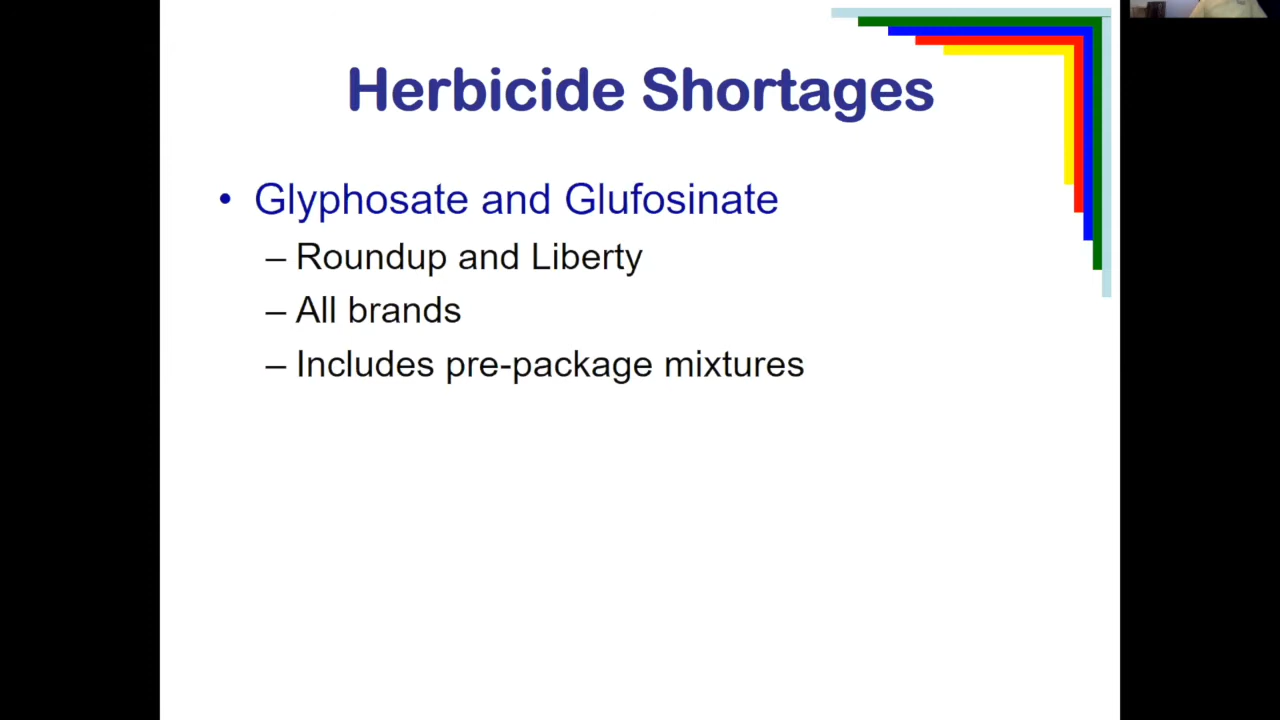 Herbicide Shortages
• Glyphosate and Glufosinate
– Roundup and Liberty
– All brands
– Includes pre-package mixtures